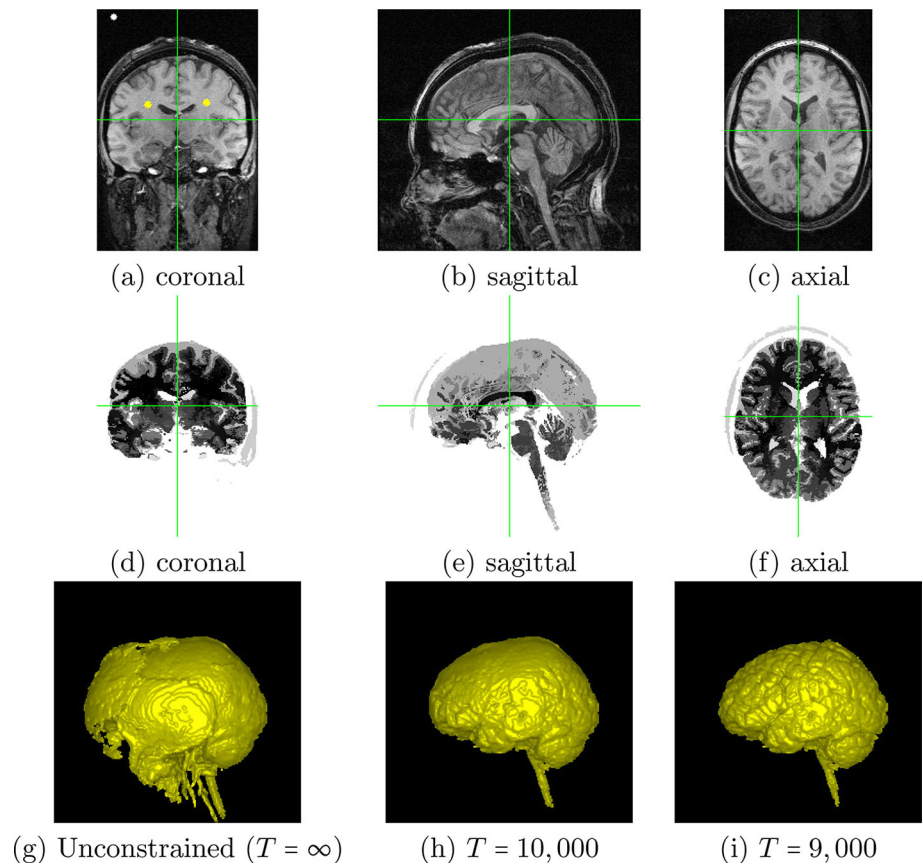 (a) coronal
(b) sagittal
(c) axial
(d) coronal
(e) sagittal
(f) axial
(g) Unconstrained (T = ∞)
(h) T = 10,000
(i) T = 9,000